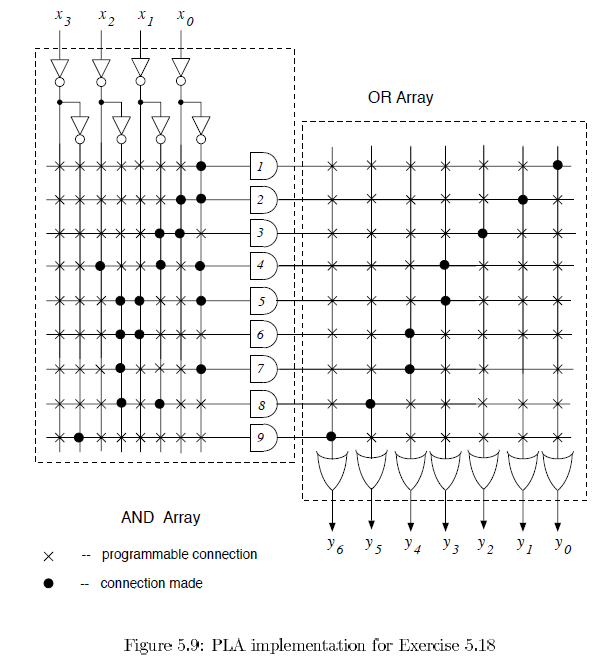 x3 x2 x1 x0
OR Array
1
2
3
4
5
6
7
8
9
y6 y5 y4 y3 y2 y1 y0
AND Array
× -- programmable connection
● -- connection made
Figure 5.9: PLA implementation for Exercise 5.18